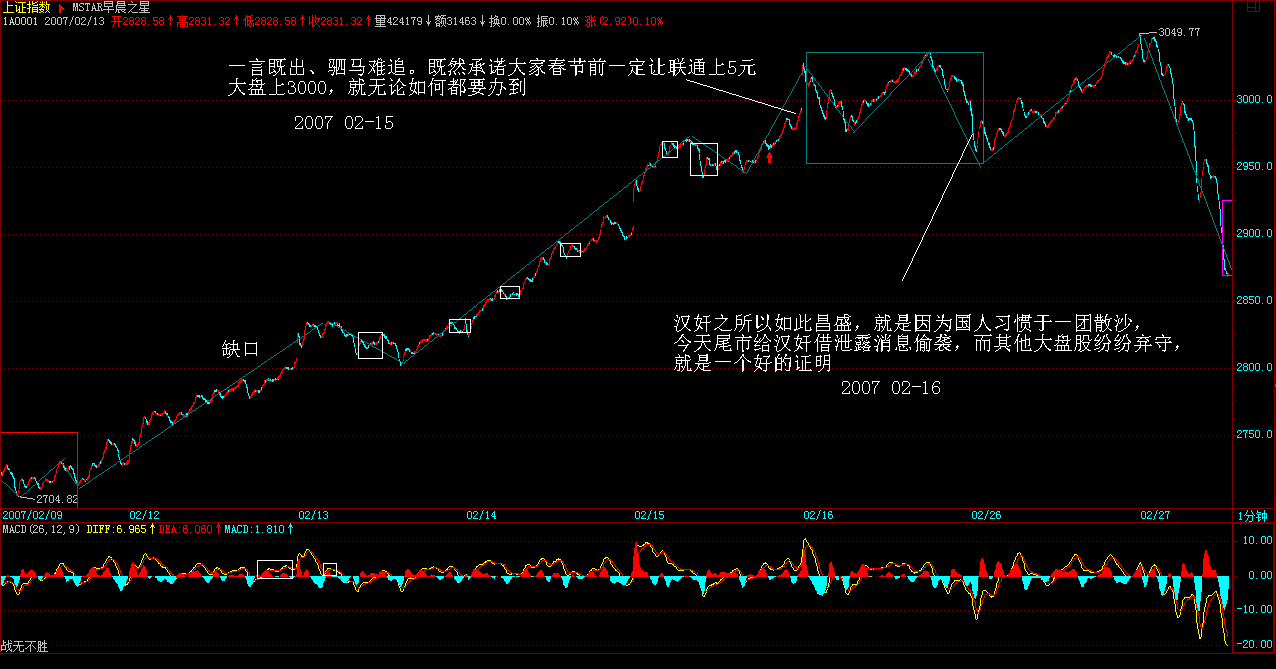 上证指数 MSTAR早晨之星
1A0001 2007/02/13 开2828.58↑高2831.32↑低2828.58↑收2831.32↑量424179↓额31463↓换0.00% 振0.10% 涨(2.92)0.10%
3049.77
一言既出、驷马难追。既然承诺大家春节前一定让联通上5元
大盘上3000，就无论如何都要办到
2007 02-15
3000.0
2950.0
2900.0
2850.0
汉奸之所以如此昌盛，就是因为国人习惯于一团散沙，
今天尾市给汉奸借泄露消息偷袭，而其他大盘股纷纷弃守，
就是一个好的证明
2007 02-16
缺口
2800.0
2750.0
2704.82
2007/02/09 02/12 02/13 02/14 02/15 02/16 02/26 02/27 1分钟
MACD(26,12,9) DIFF:6.965↑ DEA:6.060↑ MACD:1.810↑
10.00
0.00
-10.00
-20.00
战无不胜